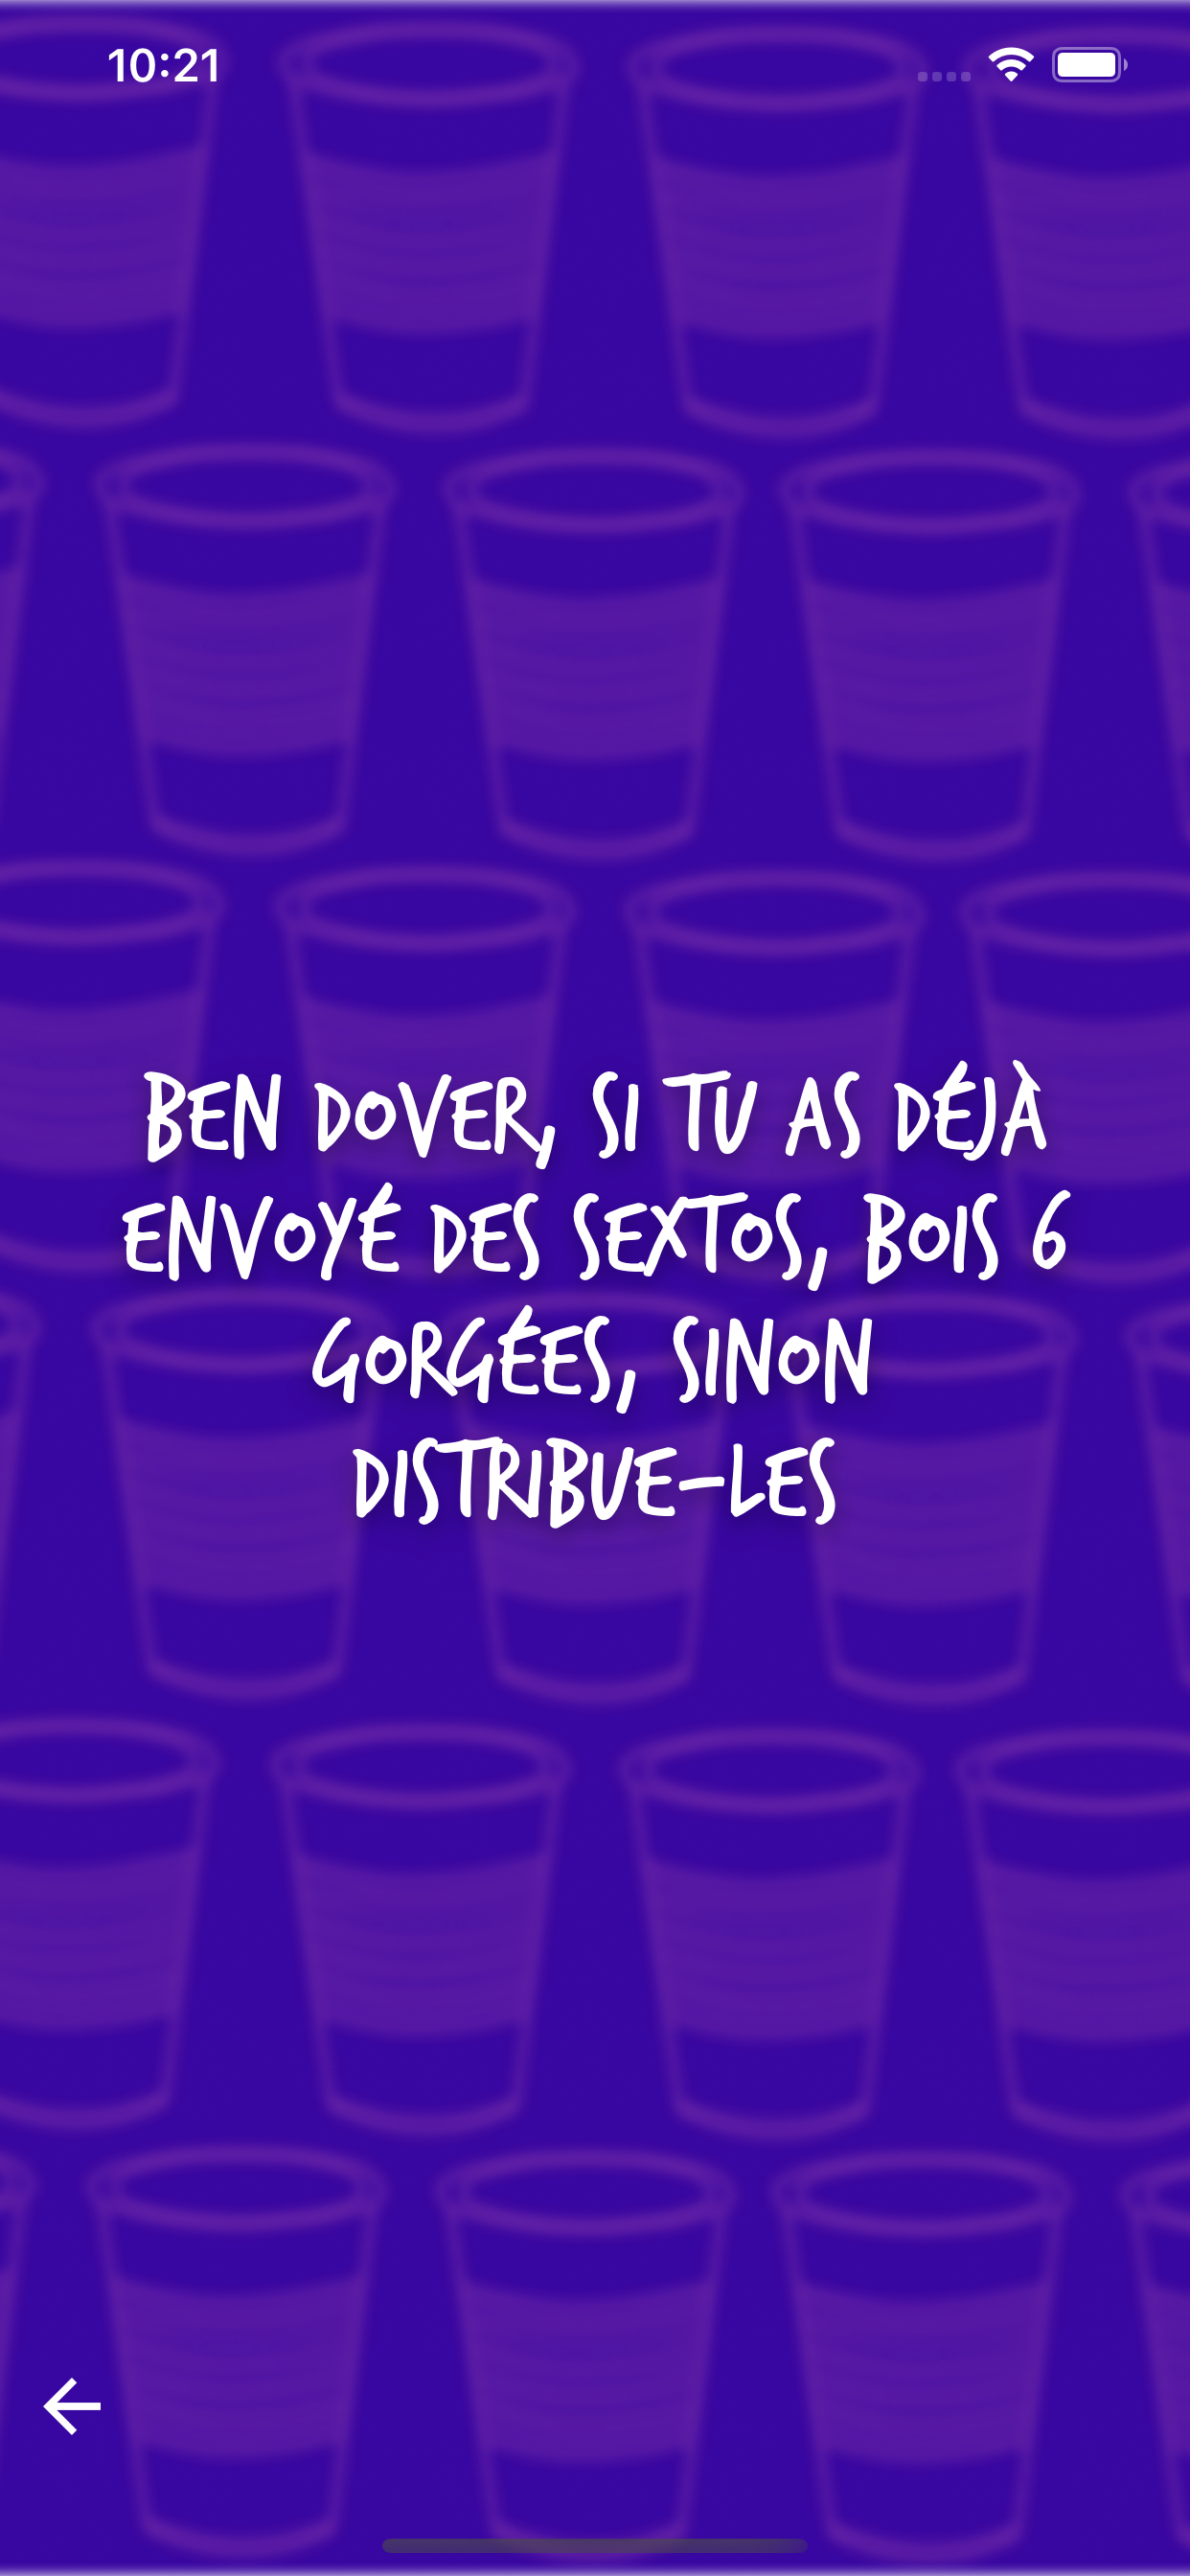 10:21
BEN DOVER, SI TU AS DÉJÀ
ENVOYÉ DES SEXTOS, BOIS 6
GORGÉES, SINON
DISTRIBUE-LES